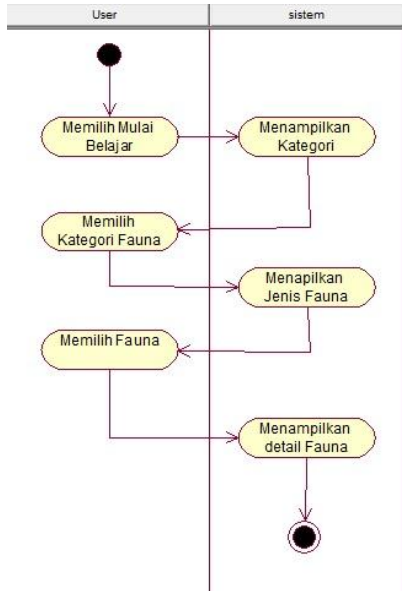 User
sistem
Memilih Mulai
Belajar
Menampilkan
Kategori
Memilih
Kategori Fauna
Menapilkan
Jenis Fauna
Memilih Fauna
Menampilkan
detail Fauna